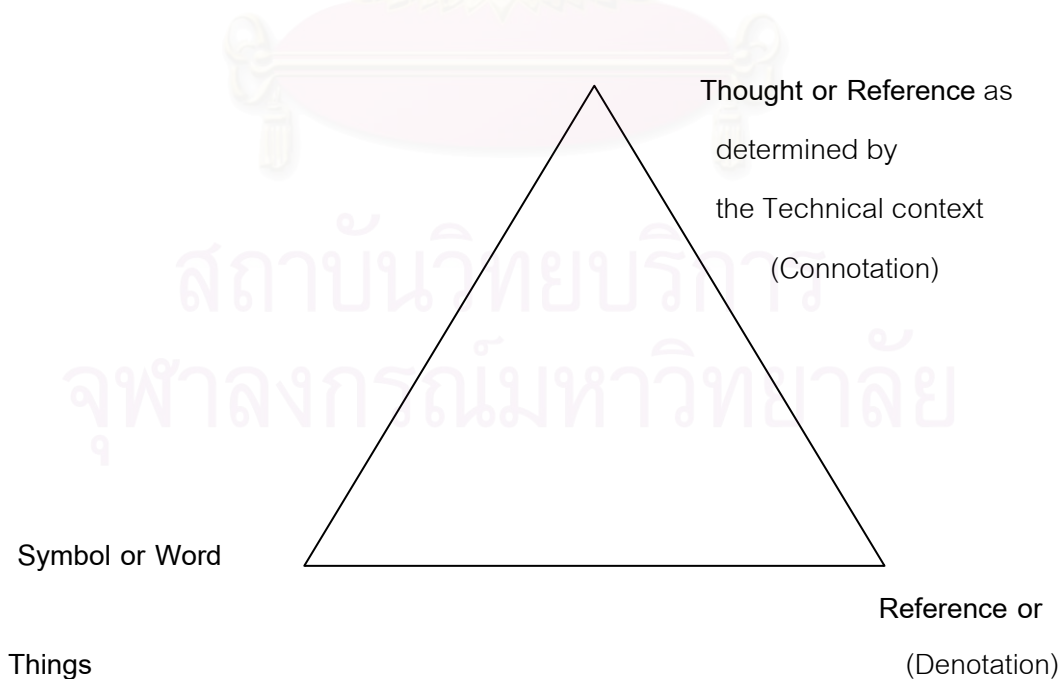 Thought or Reference as
determined by
the Technical context
(Connotation)
สถาบันวิทยบริการ
จุฬาลงกรณ์มหาวิทยาลัย
Symbol or Word
Reference or
Things (Denotation)